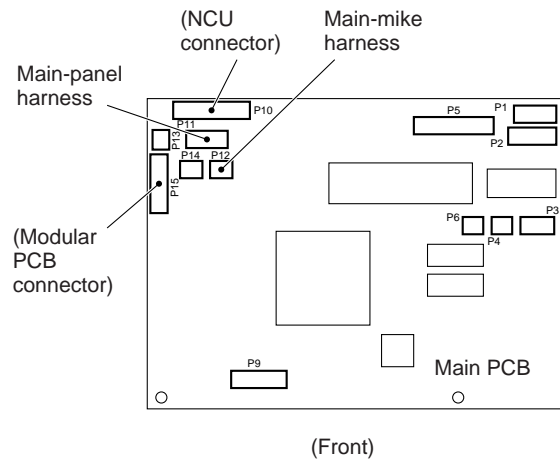 (NCU
connector)
Main-mike
harness
Main-panel
harness
P10
P11
P13
P14
P12
P15
P5
P1
P2
P6
P4
P3
(Modular
PCB
connector)
P9
Main PCB
(Front)